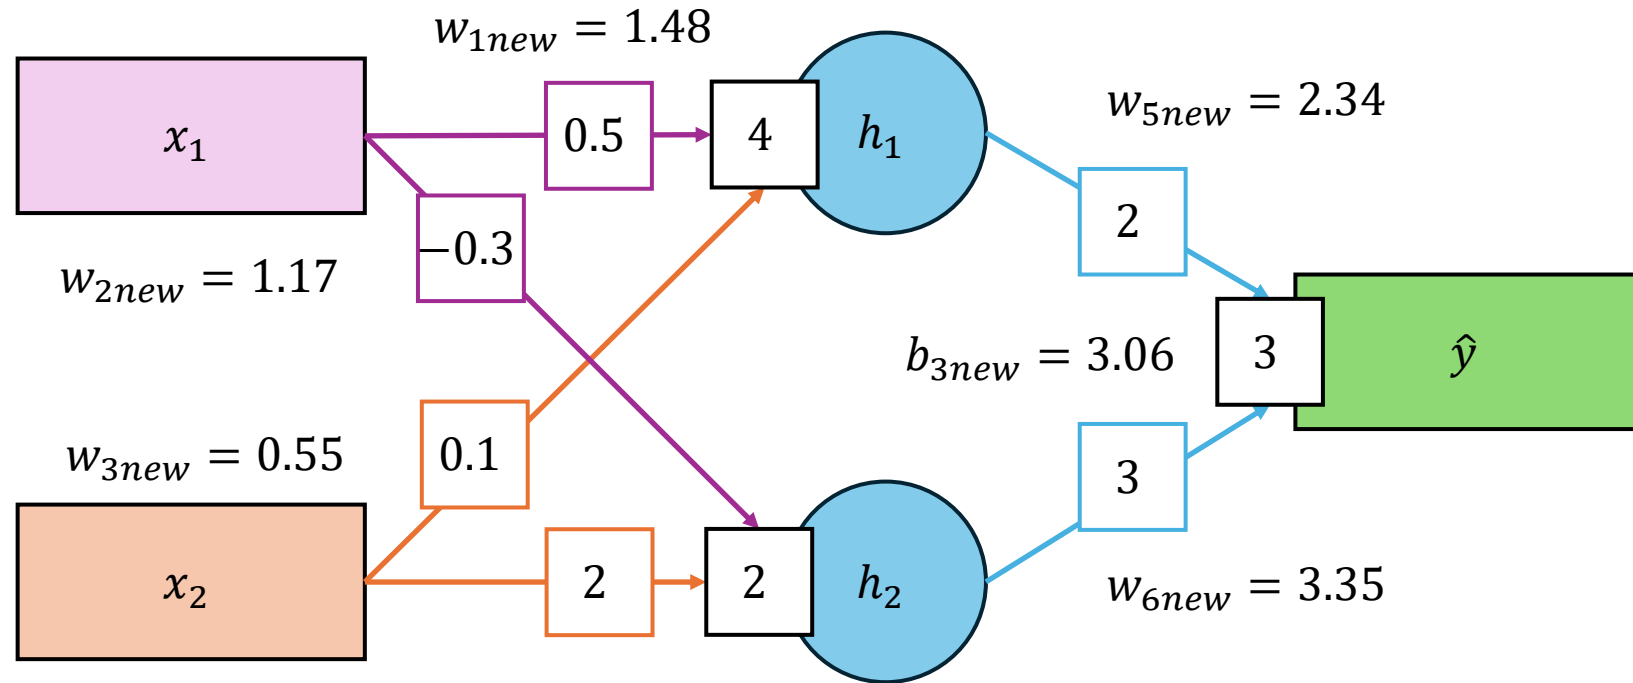 w₁new = 1.48
x₁
0.5
4
h₁
w₅new = 2.34
−0.3
2
w₂new = 1.17
b₃new = 3.06
3
ŷ
w₃new = 0.55
0.1
3
x₂
2
2
h₂
w₆new = 3.35